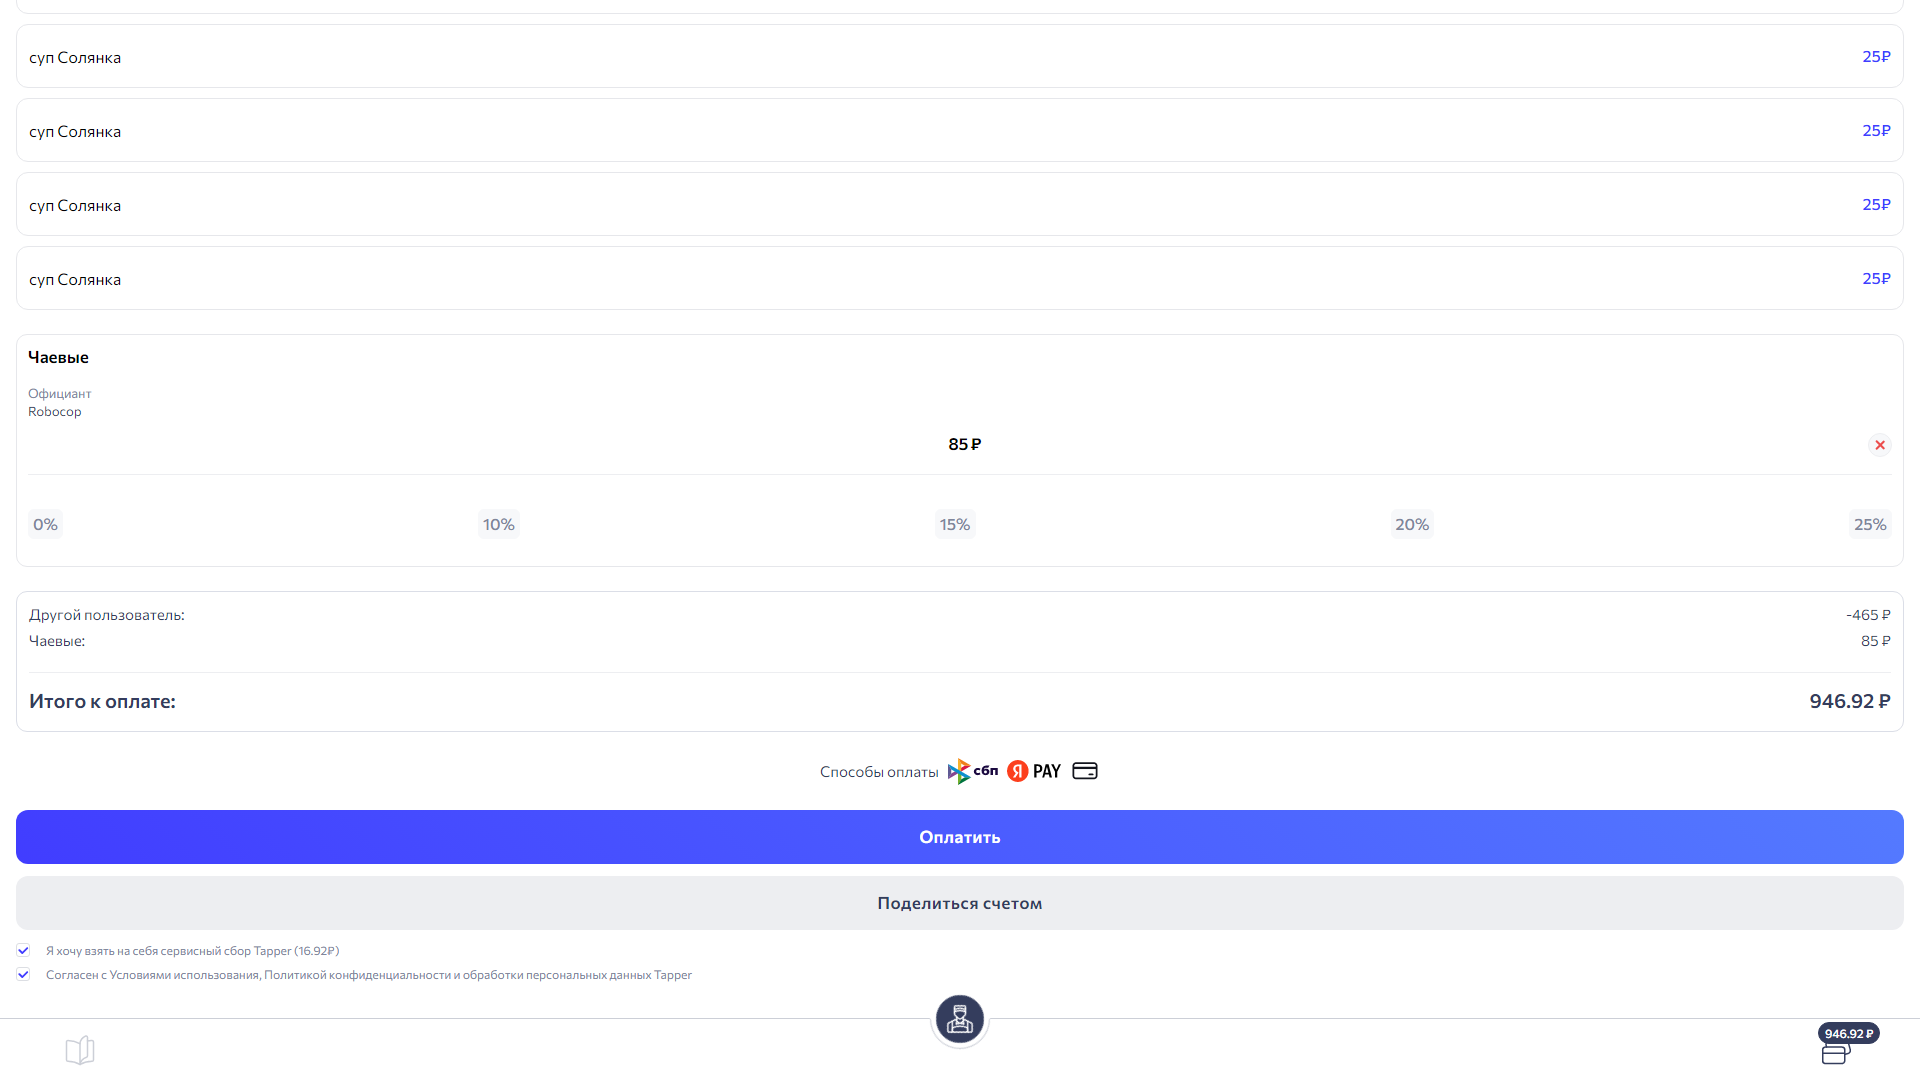 суп Солянка 25₽
суп Солянка 25₽
суп Солянка 25₽
суп Солянка 25₽
Чаевые
Официант
Robocop
85 ₽
0% 10% 15% 20% 25%
Другой пользователь: -465 ₽
Чаевые: 85 ₽
Итого к оплате: 946.92 ₽
Способы оплаты сбп Я PAY
Оплатить
Поделиться счетом
Я хочу взять на себя сервисный сбор Tapper (16.92₽)
Согласен с Условиями использования, Политикой конфиденциальности и обработки персональных данных Tapper
946.92 ₽